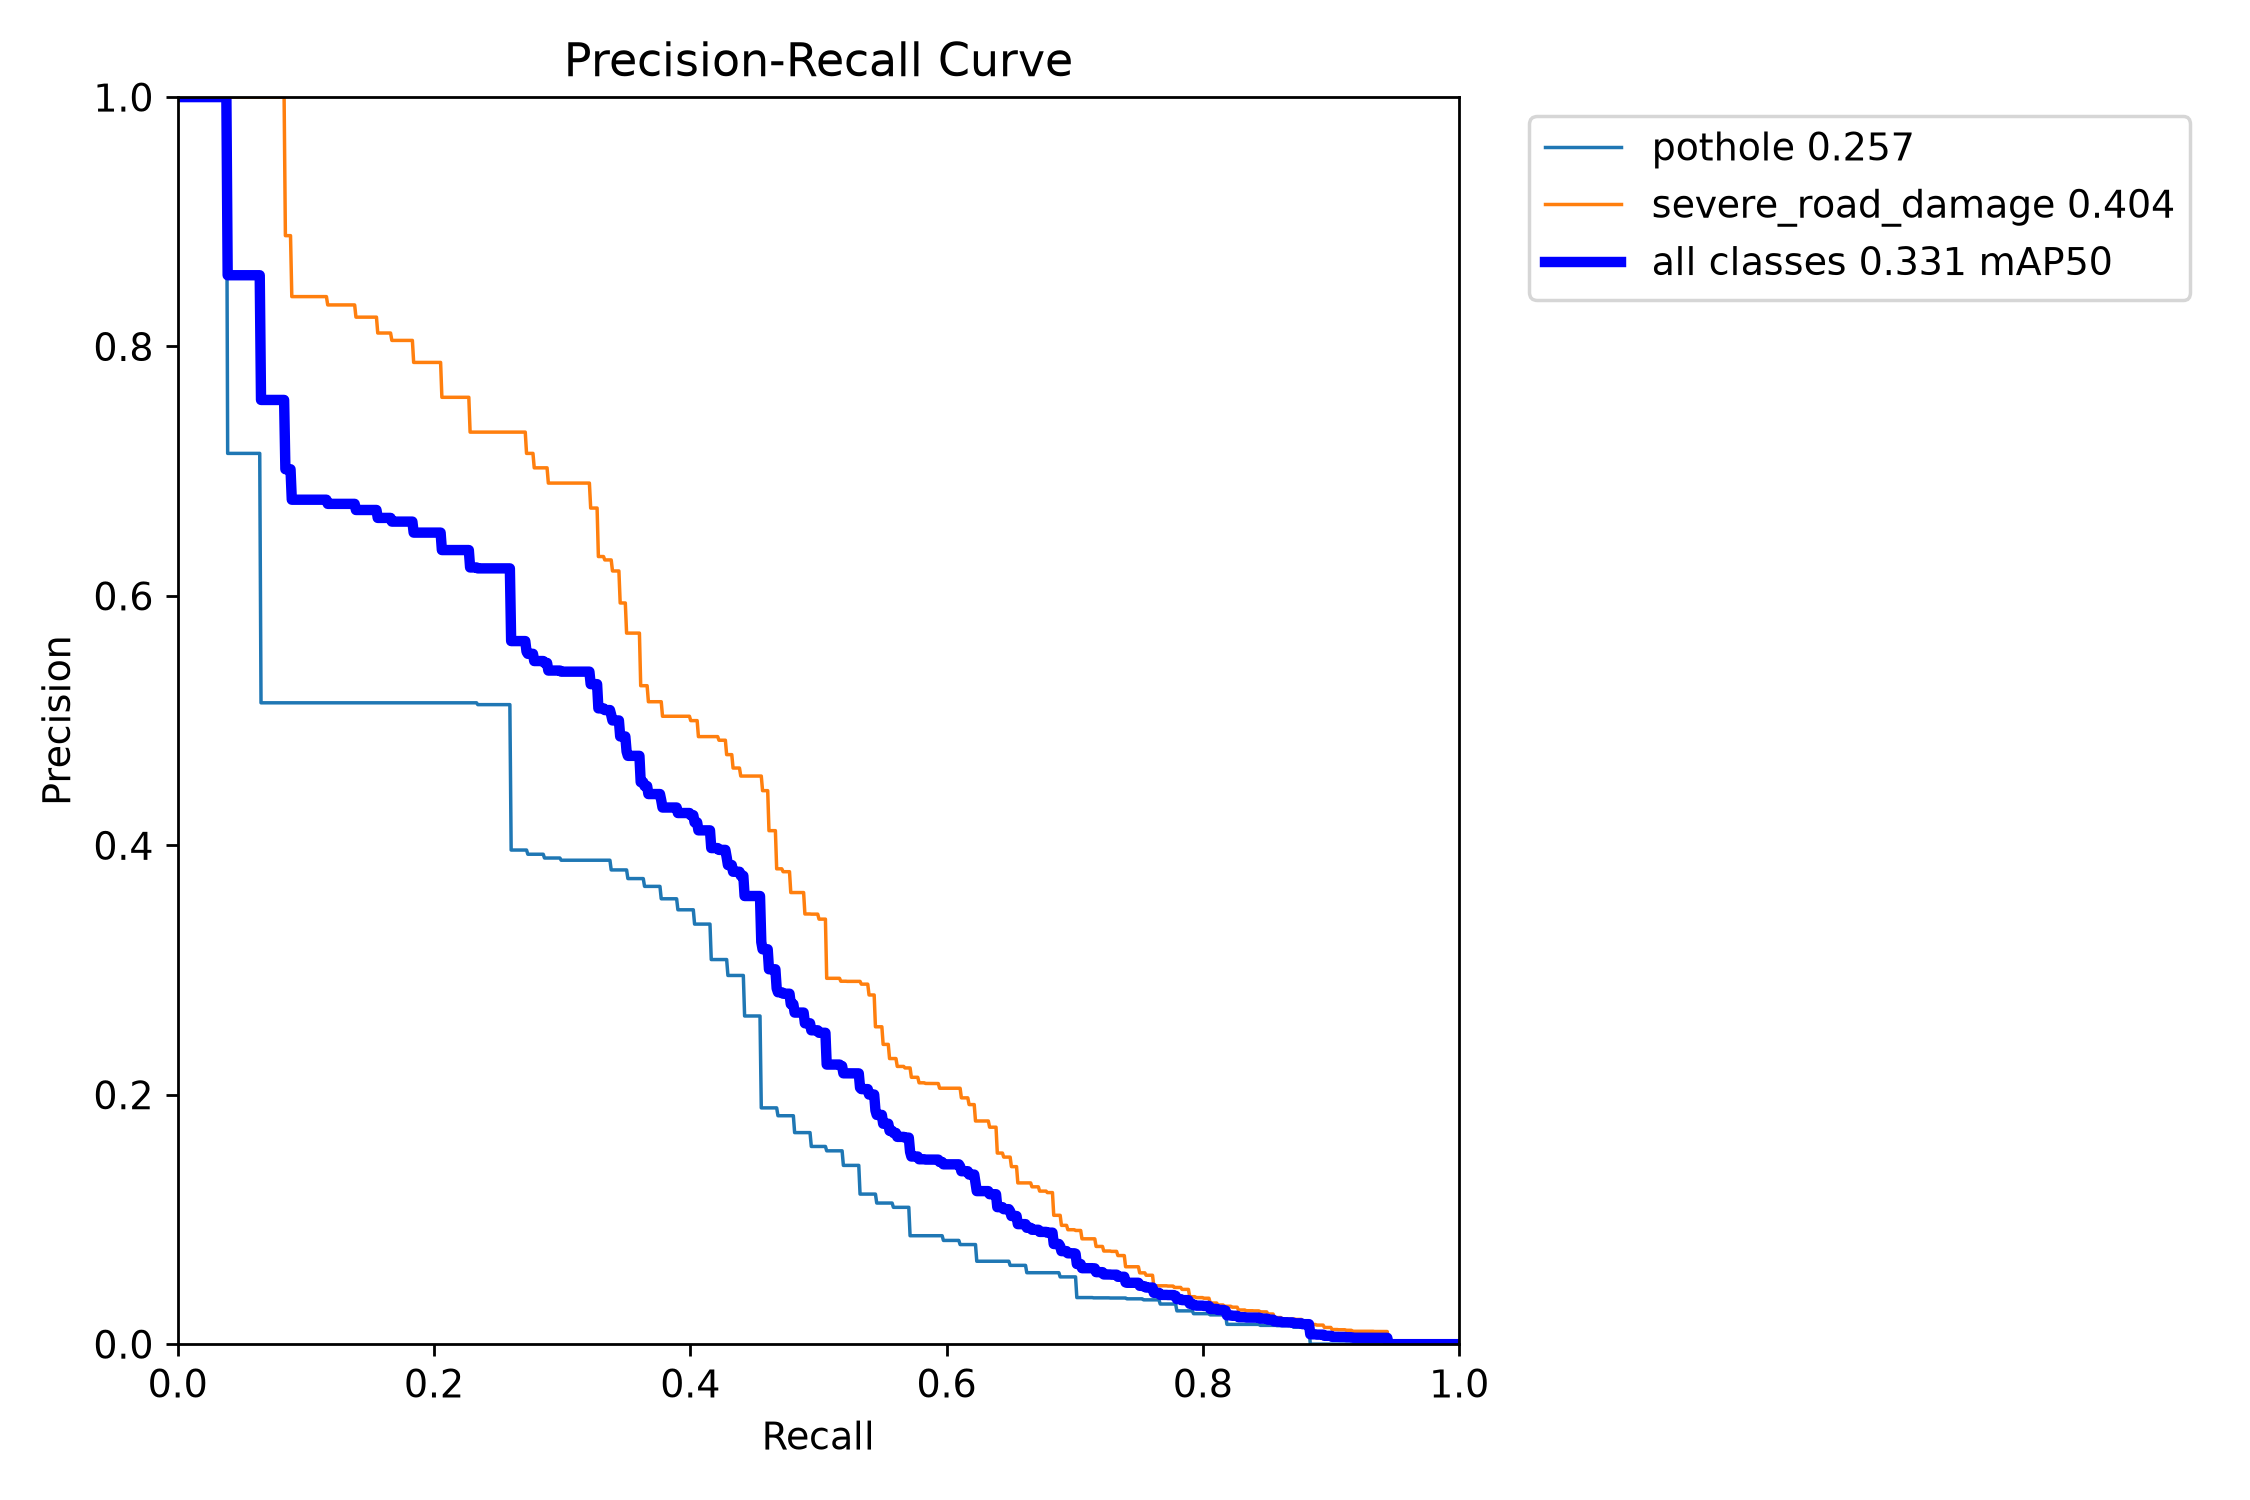 Precision-Recall Curve
1.0
0.8
0.6
0.4
0.2
0.0
Precision
0.0 0.2 0.4 0.6 0.8 1.0
Recall
pothole 0.257
severe_road_damage 0.404
all classes 0.331 mAP50